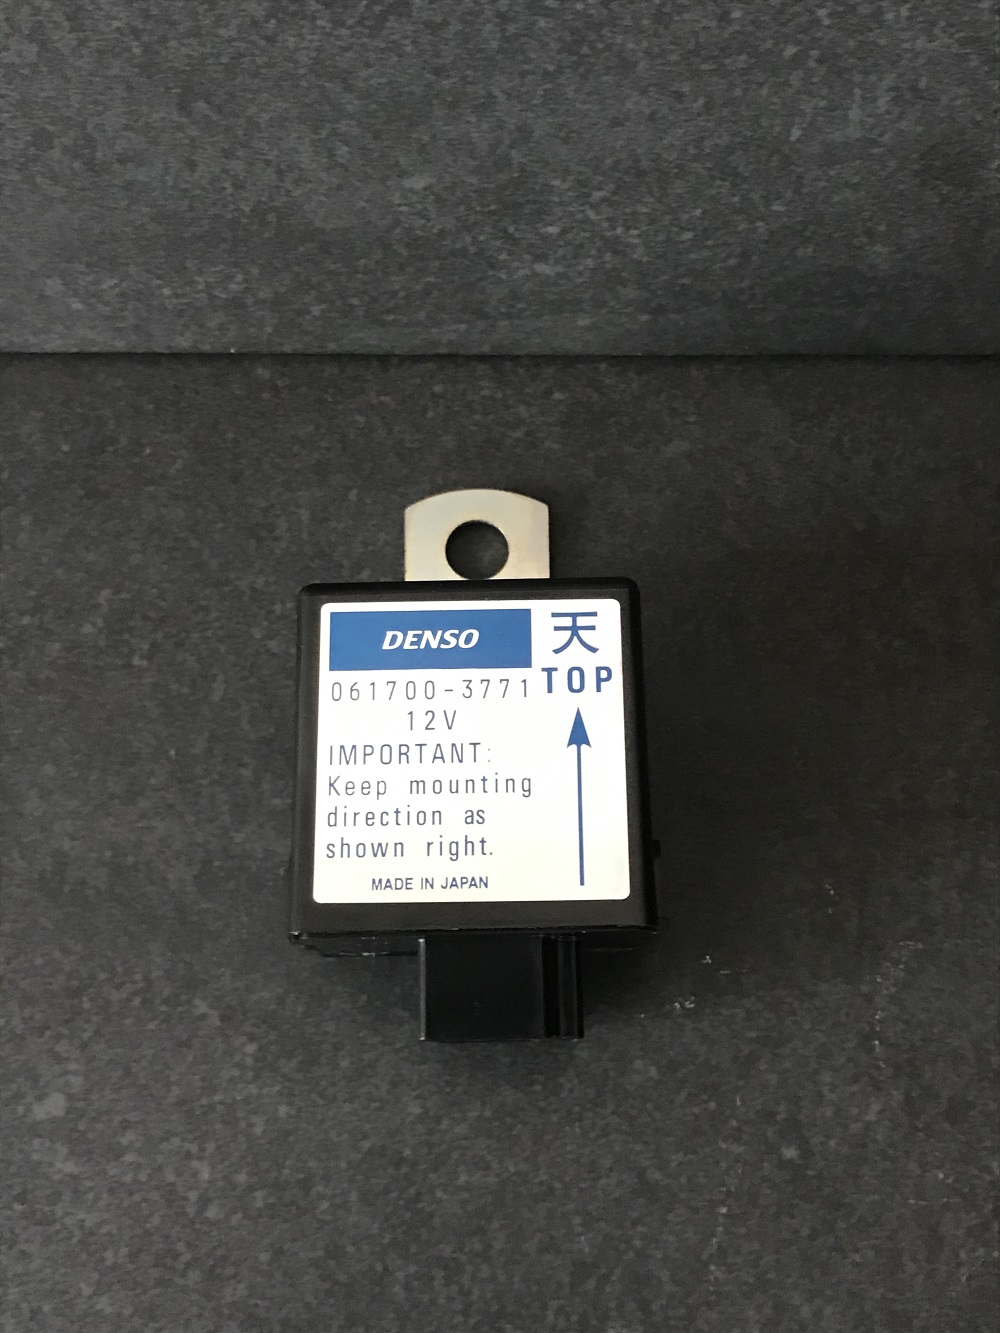 DENSO
061700-3771
12V
IMPORTANT:
Keep mounting
direction as
shown right.
MADE IN JAPAN
天
TOP